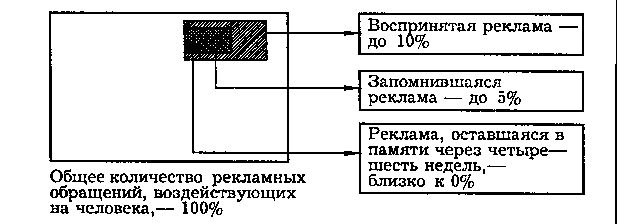 Воспринятая реклама —
до 10%
Запомнившаяся
реклама — до 5%
Реклама, оставшаяся в
памяти через четыре—
шесть недель,—
близко к 0%
Общее количество рекламных
обращений, воздействующих
на человека,— 100%